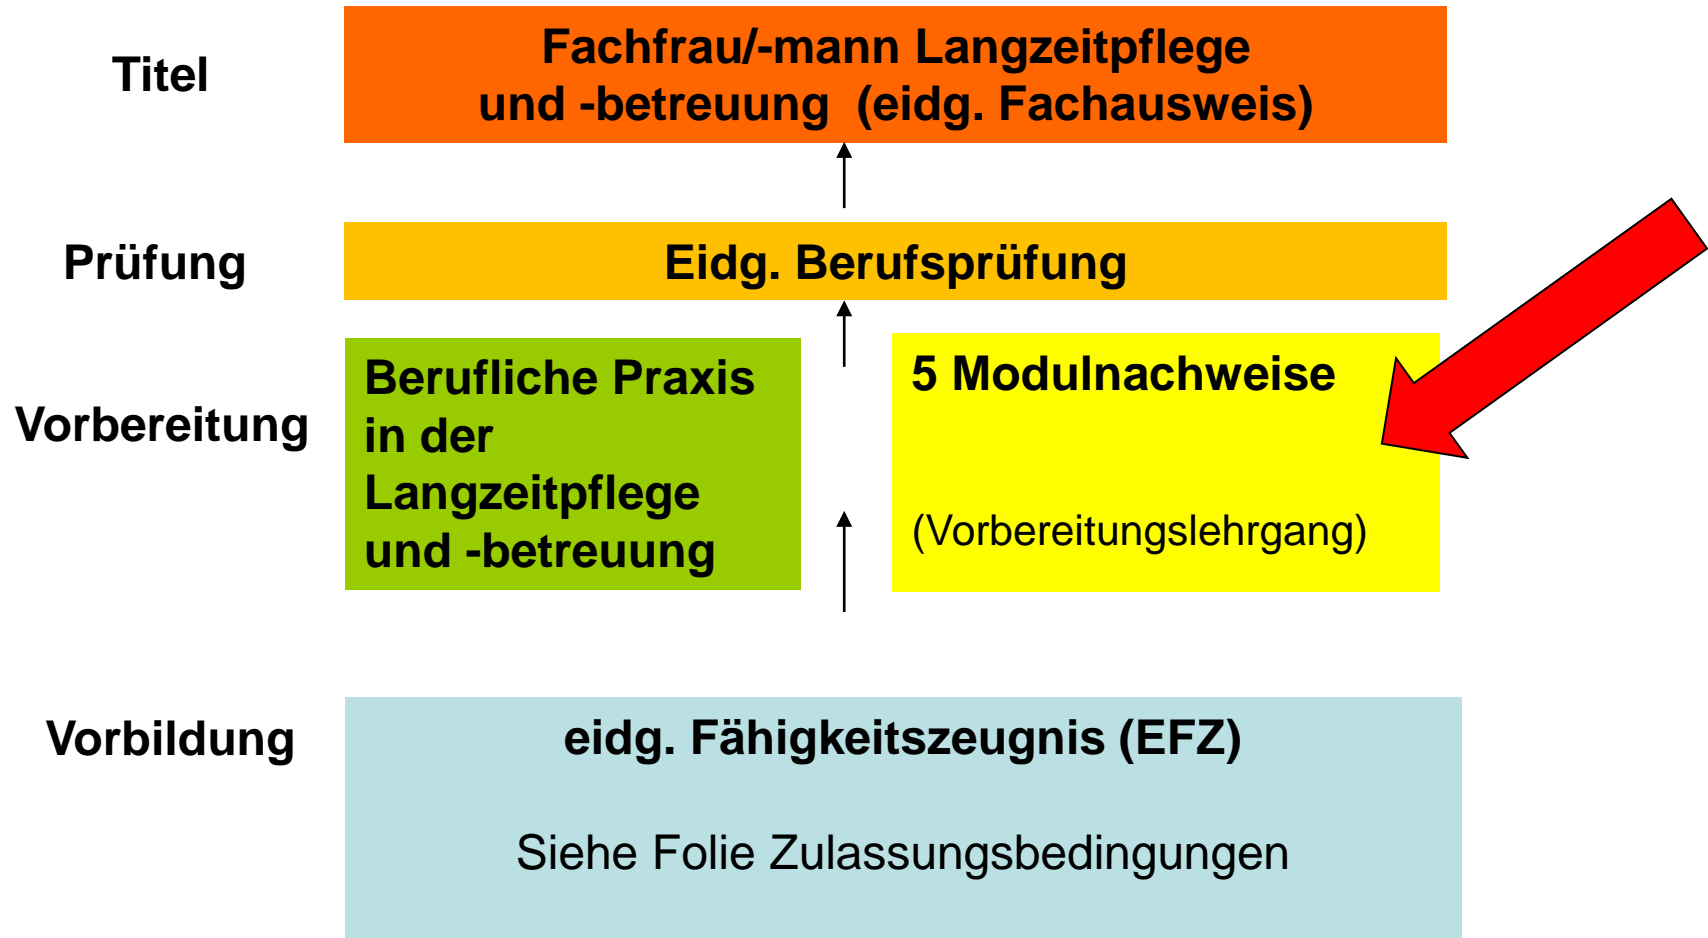 Titel
Fachfrau/-mann Langzeitpflege
und -betreuung (eidg. Fachausweis)
Prüfung
Eidg. Berufsprüfung
Vorbereitung
Berufliche Praxis
in der
Langzeitpflege
und -betreuung
5 Modulnachweise
(Vorbereitungslehrgang)
Vorbildung
eidg. Fähigkeitszeugnis (EFZ)
Siehe Folie Zulassungsbedingungen